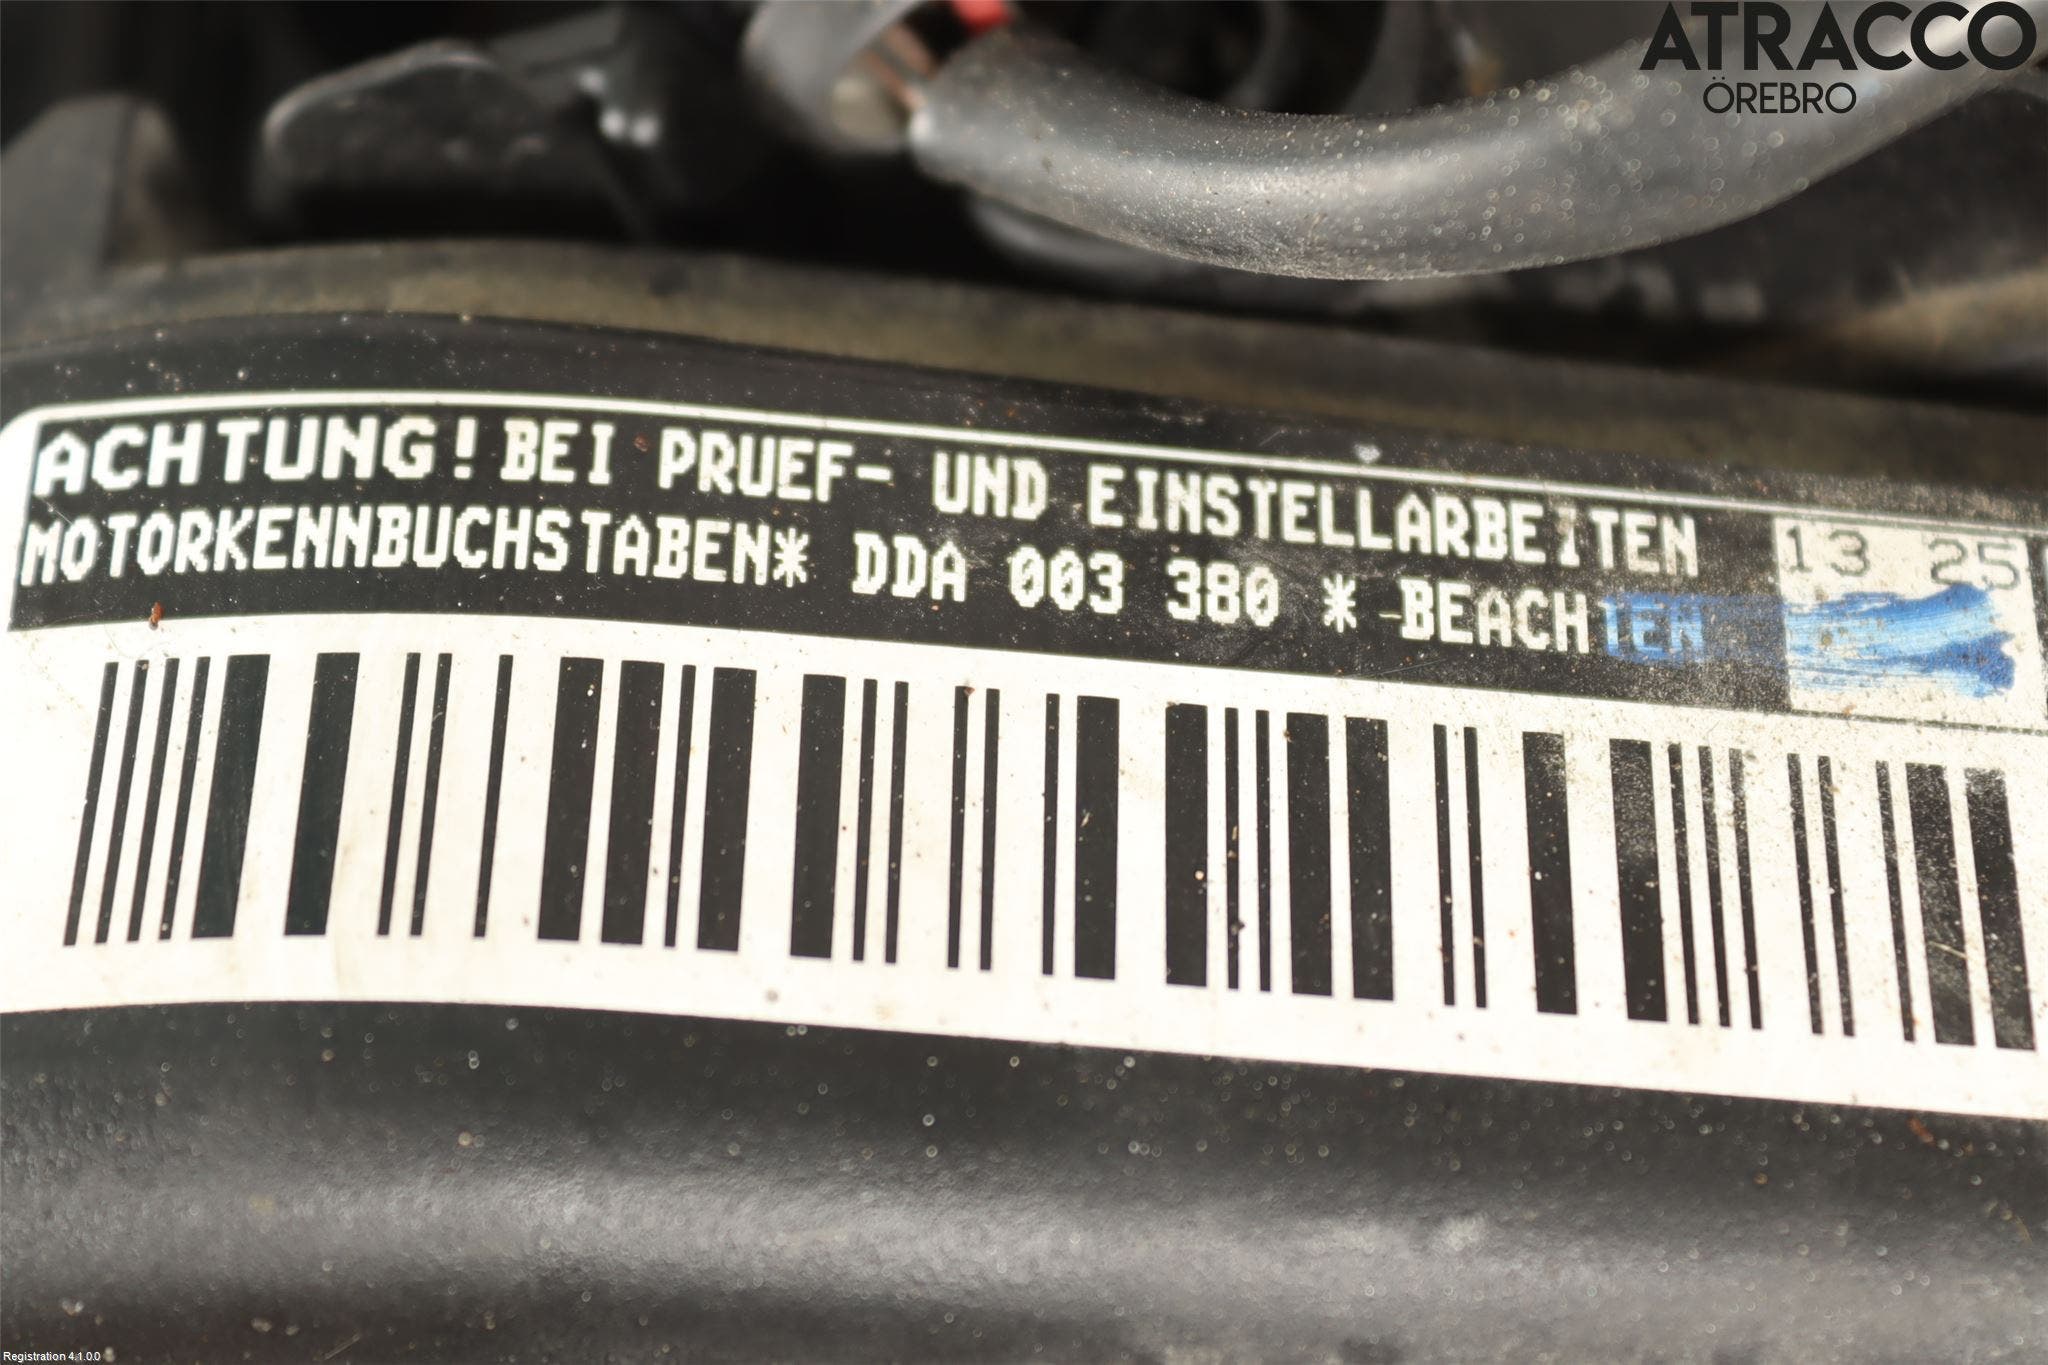 ATRACCO
ÖREBRO
ACHTUNG! BEI PRUEF- UND EINSTELLARBEITEN
MOTORKENNBUCHSTABEN* DDA 003 380 * BEACHTEN
13 25
Registration 4.1.0.0